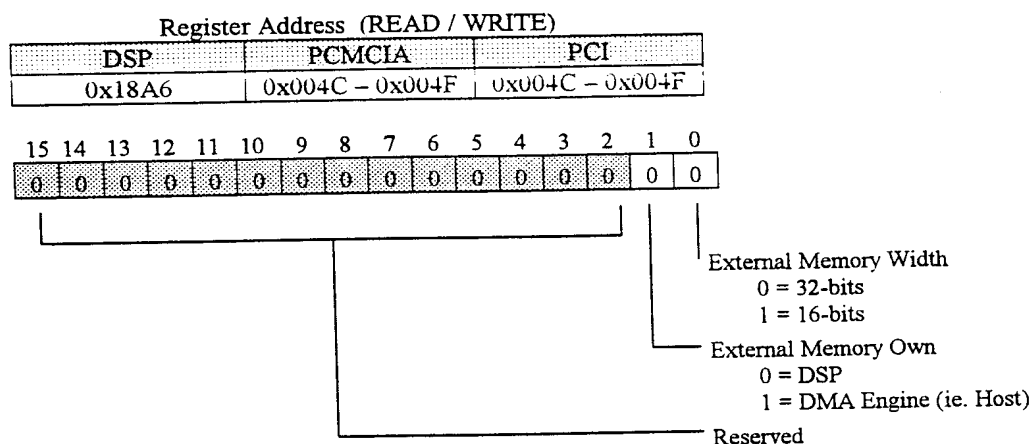 Register Address (READ / WRITE)
DSP PCMCIA PCI
0x18A6 0x004C – 0x004F 0x004C – 0x004F
15 14 13 12 11 10 9 8 7 6 5 4 3 2 1 0
0 0 0 0 0 0 0 0 0 0 0 0 0 0 0 0
External Memory Width
0 = 32-bits
1 = 16-bits
External Memory Own
0 = DSP
1 = DMA Engine (ie. Host)
Reserved